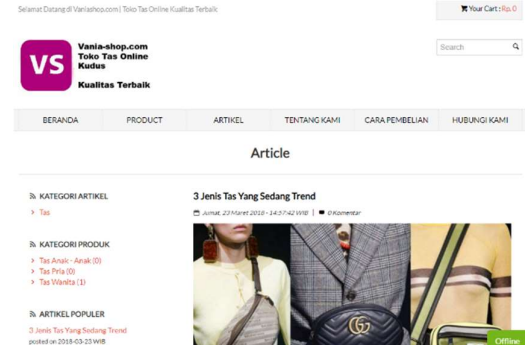 Selamat Datang di Vaniashop.com | Toko Tas Online Kualitas Terbaik
Your Cart : Rp. 0
VS
Vania-shop.com
Toko Tas Online
Kudus
Kualitas Terbaik
Search
BERANDA PRODUCT ARTIKEL TENTANG KAMI CARA PEMBELIAN HUBUNGI KAMI
Article
KATEGORI ARTIKEL
Tas
KATEGORI PRODUK
Tas Anak - Anak (0)
Tas Pria (0)
Tas Wanita (1)
ARTIKEL POPULER
3 Jenis Tas Yang Sedang Trend
posted on 2018-03-23 WIB
3 Jenis Tas Yang Sedang Trend
Jumat, 23 Maret 2018 - 14:57:42 WIB | 0 Komentar
Offline